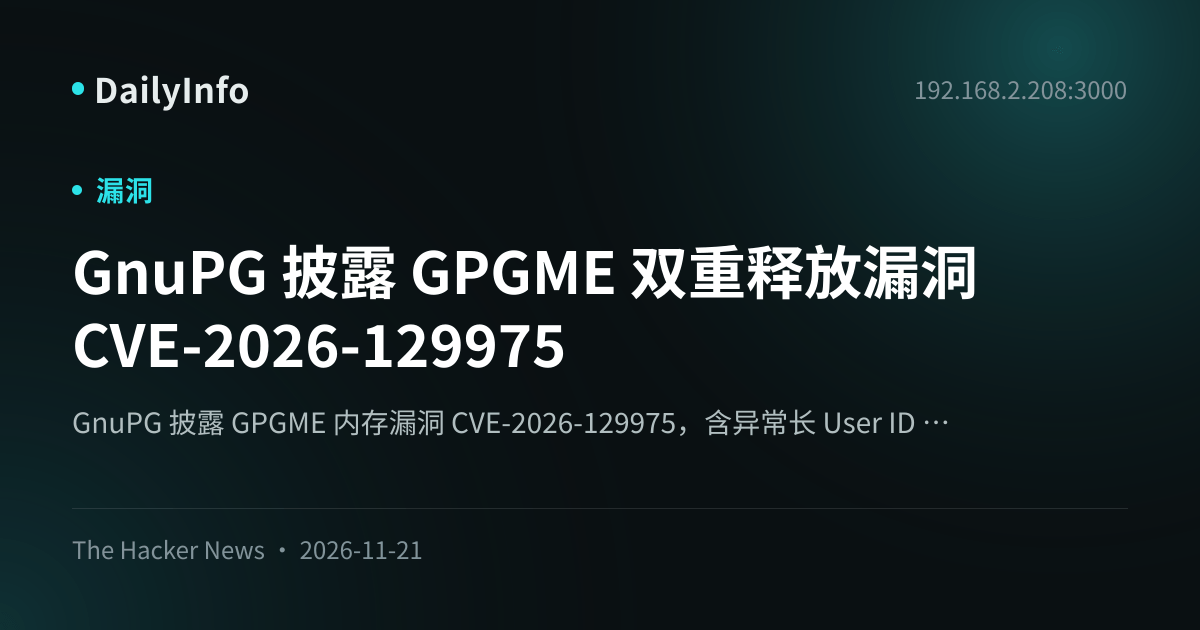 DailyInfo
192.168.2.208:3000
漏洞
GnuPG 披露 GPGME 双重释放漏洞
CVE-2026-129975
GnuPG 披露 GPGME 内存漏洞 CVE-2026-129975，含异常长 User ID …
The Hacker News · 2026-11-21